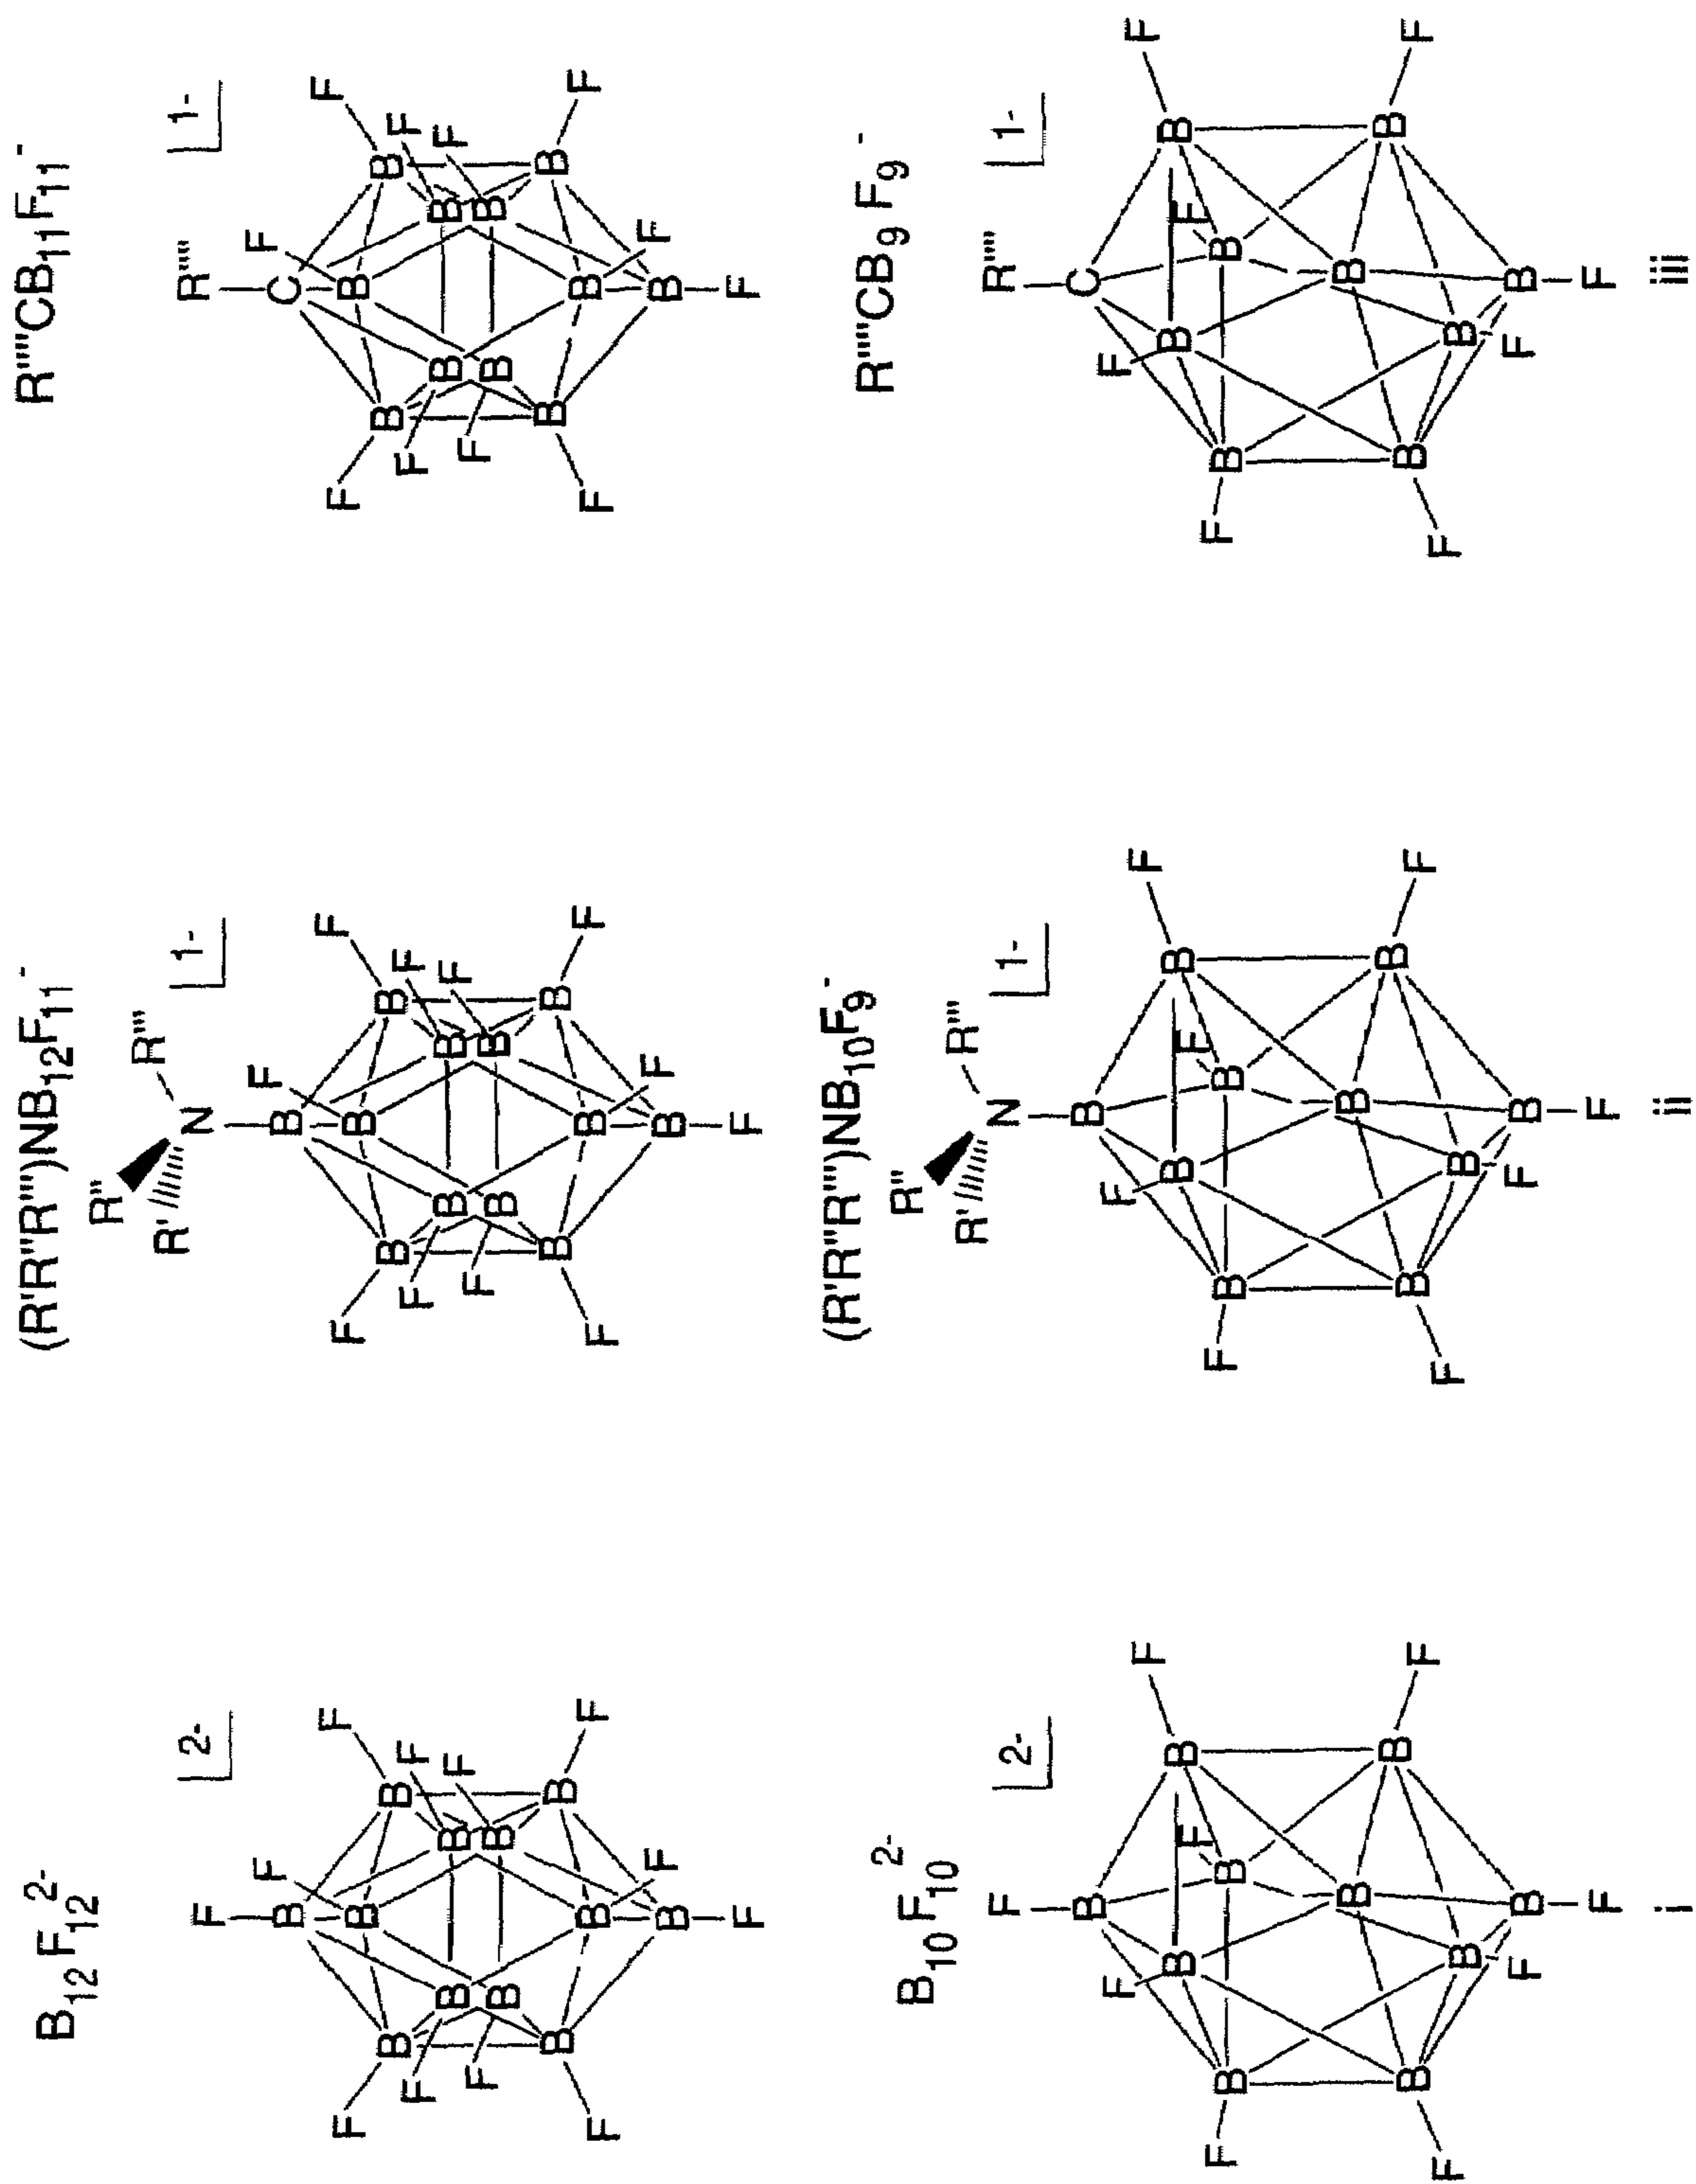 B12F12 2-
(R'R''R''')NB12F11 -
R''''CB11F11 -
F 2-
F
B F
F B
B B
F F
B B F
F B B
B B B
F F F
B
F
R'' R'''
R' N 1-
F
B F
F B
B B
F F
B B F
F B B
B B B
F F F
B
F
R'''' 1-
F
C F
F B
B B
F F
B B F
F B B
B B B
F F F
B
F
B10F10 2-
(R'R''R''')NB10F9 -
R''''CB9F9 -
F 2-
B
F F
B F B
F B B
B
B B
F B F
F B
F
R'' R'''
R' N 1-
B
F F
B F B
F B B
B
B B
F B F
F B
F
R'''' 1-
C
F F
B F B
F B B
B
B B
F B F
F B
F
i
ii
iii